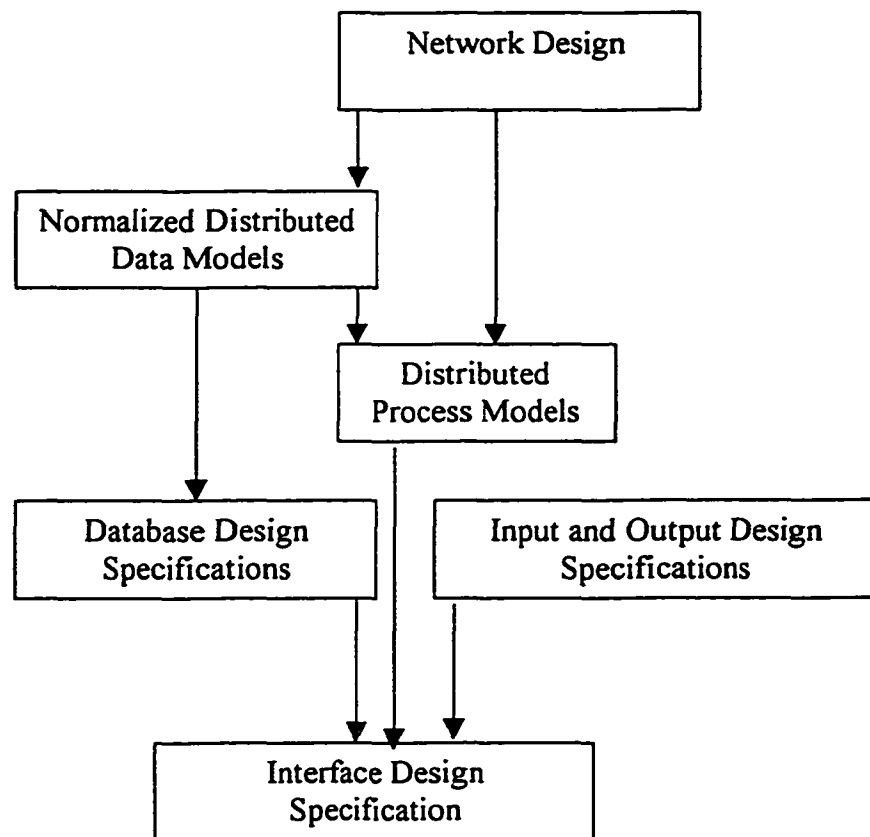 Network Design
Normalized Distributed
Data Models
Distributed
Process Models
Database Design
Specifications
Input and Output Design
Specifications
Interface Design
Specification